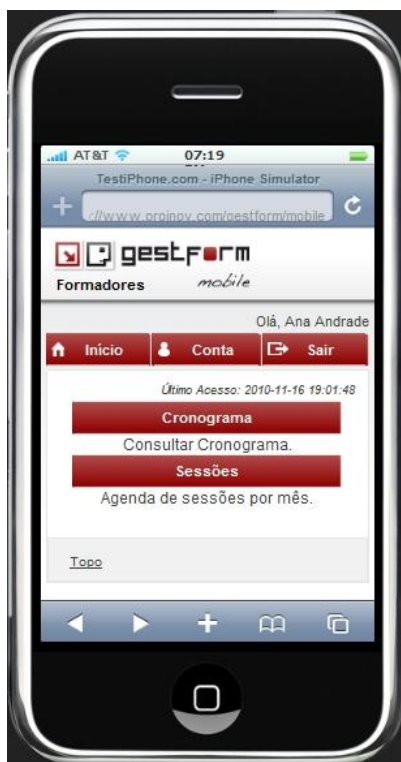 AT&T 07:19
TestiPhone.com - iPhone Simulator
://www.projnov.com/gestform/mobile
gestform
Formadores mobile
Olá, Ana Andrade
Início Conta Sair
Último Acesso: 2010-11-16 19:01:48
Cronograma
Consultar Cronograma.
Sessões
Agenda de sessões por mês.
Topo